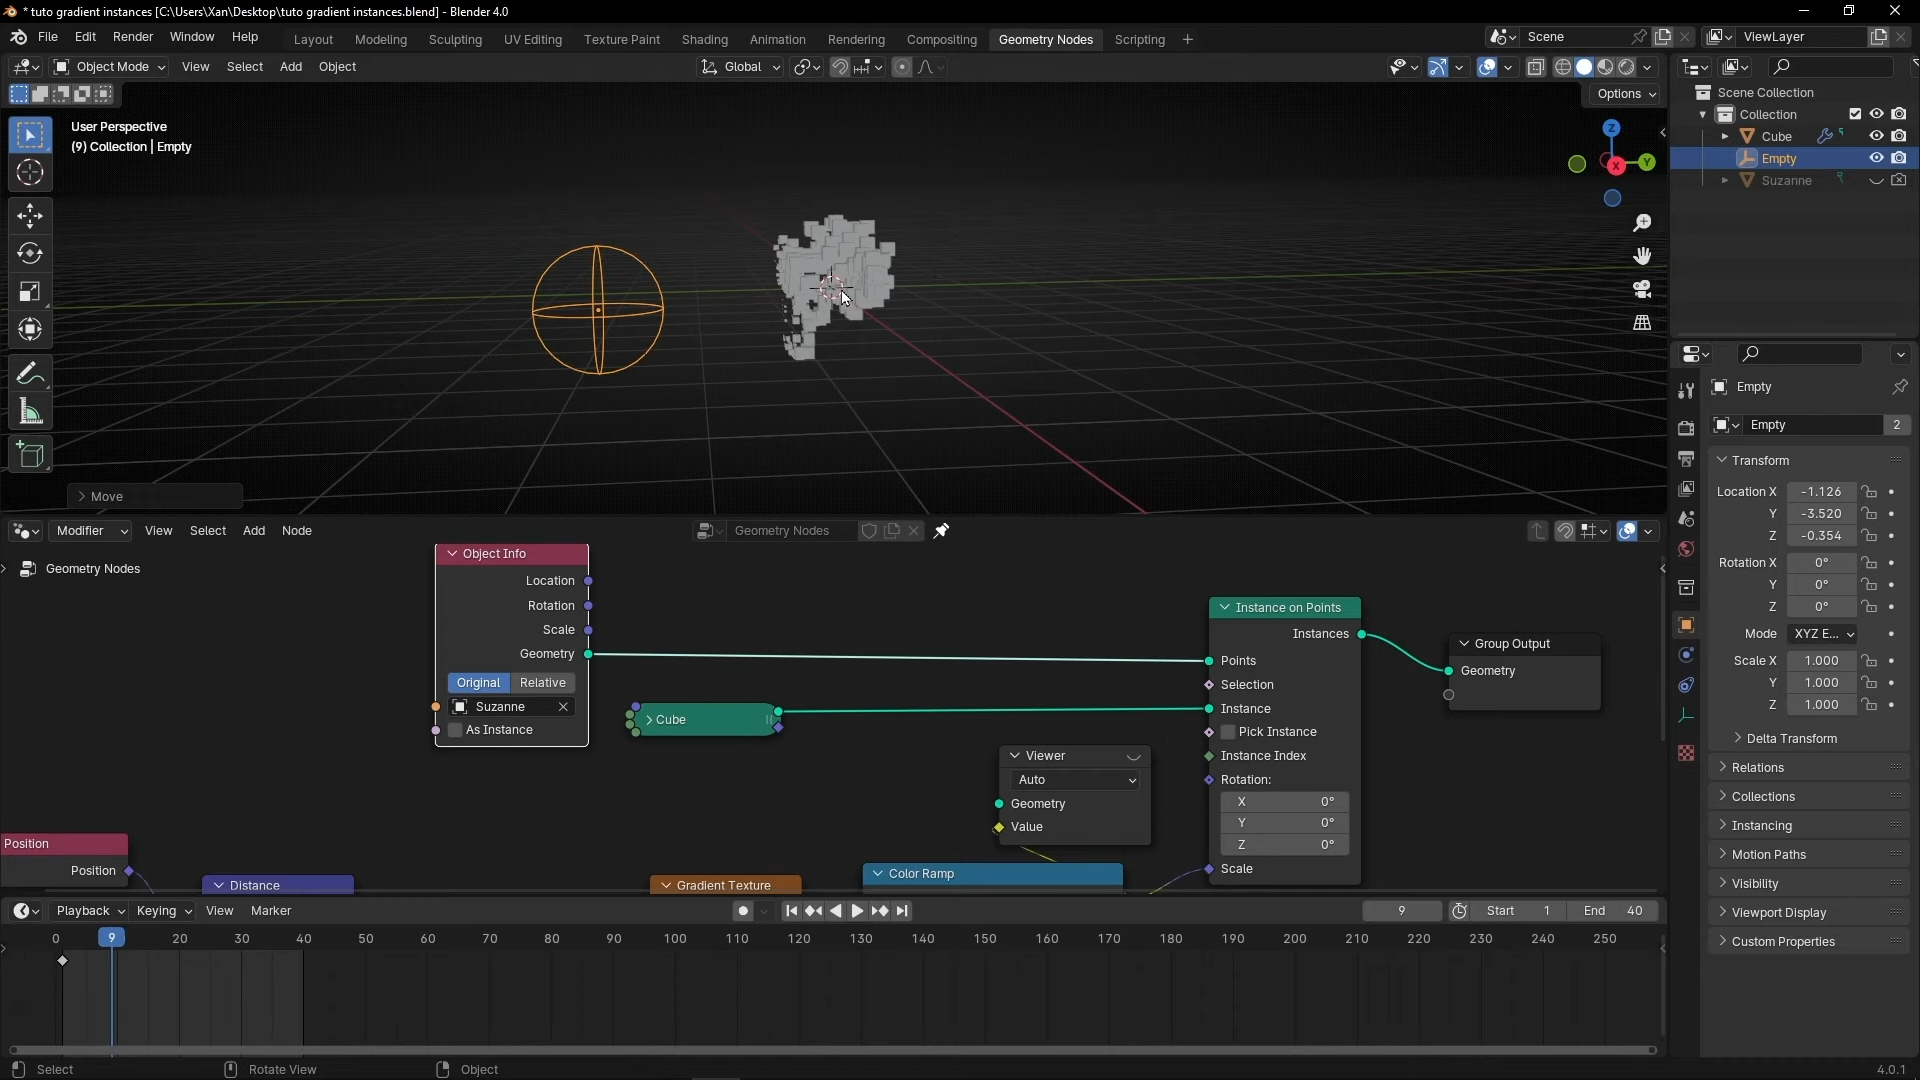 * tuto gradient instances [C:\Users\Xan\Desktop\tuto gradient instances.blend] - Blender 4.0
File Edit Render Window Help Layout Modeling Sculpting UV Editing Texture Paint Shading Animation Rendering Compositing Geometry Nodes Scripting + Scene ViewLayer
Object Mode View Select Add Object Global
Options
User Perspective
(9) Collection | Empty
Z
Y
X
Scene Collection
Collection
Cube
Empty
Suzanne
> Move
Empty
Empty 2
Transform
Location X -1.126
Y -3.520
Z -0.354
Rotation X 0°
Y 0°
Z 0°
Mode XYZ E...
Scale X 1.000
Y 1.000
Z 1.000
Delta Transform
Relations
Collections
Instancing
Motion Paths
Visibility
Viewport Display
Custom Properties
Modifier View Select Add Node Geometry Nodes
Geometry Nodes
Object Info
Location
Rotation
Scale
Geometry
Original Relative
Suzanne
As Instance
Cube
Position
Position
Distance
Gradient Texture
Color Ramp
Viewer
Auto
Geometry
Value
Instance on Points
Instances
Points
Selection
Instance
Pick Instance
Instance Index
Rotation:
X 0°
Y 0°
Z 0°
Scale
Group Output
Geometry
Playback Keying View Marker 9 Start 1 End 40
0 9 20 30 40 50 60 70 80 90 100 110 120 130 140 150 160 170 180 190 200 210 220 230 240 250
Select Rotate View Object 4.0.1